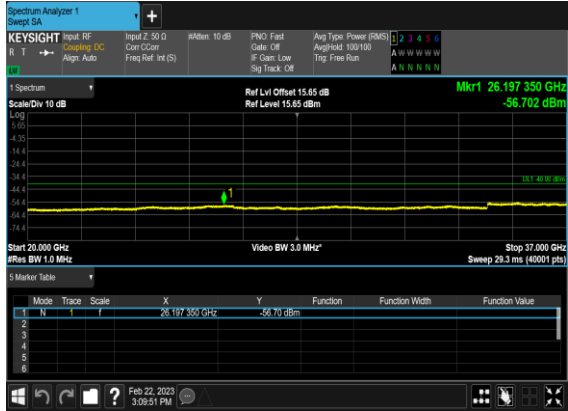 Spectrum Analyzer 1
Swept SA
+
KEYSIGHT Input: RF
R T Coupling: DC
Align: Auto
LXI
Input Z: 50 Ω
Corr CCorr
Freq Ref: Int (S)
#Atten: 10 dB
PNO: Fast
Gate: Off
IF Gain: Low
Sig Track: Off
Avg Type: Power (RMS)
Avg|Hold: 100/100
Trig: Free Run
1 2 3 4 5 6
A W W W W W
A N N N N N
1 Spectrum
Scale/Div 10 dB
Ref Lvl Offset 15.65 dB
Ref Level 15.65 dBm
Mkr1 26.197 350 GHz
-56.702 dBm
Log
5.65
-4.35
-14.4
-24.4
-34.4
-44.4
-54.4
-64.4
-74.4
DL1 -40.00 dBm
1
Start 20.000 GHz
#Res BW 1.0 MHz
Video BW 3.0 MHz*
Stop 37.000 GHz
Sweep 29.3 ms (40001 pts)
5 Marker Table
Mode Trace Scale X Y Function Function Width Function Value
1 N 1 f 26.197 350 GHz -56.70 dBm
2
3
4
5
6
? Feb 22, 2023
3:09:51 PM